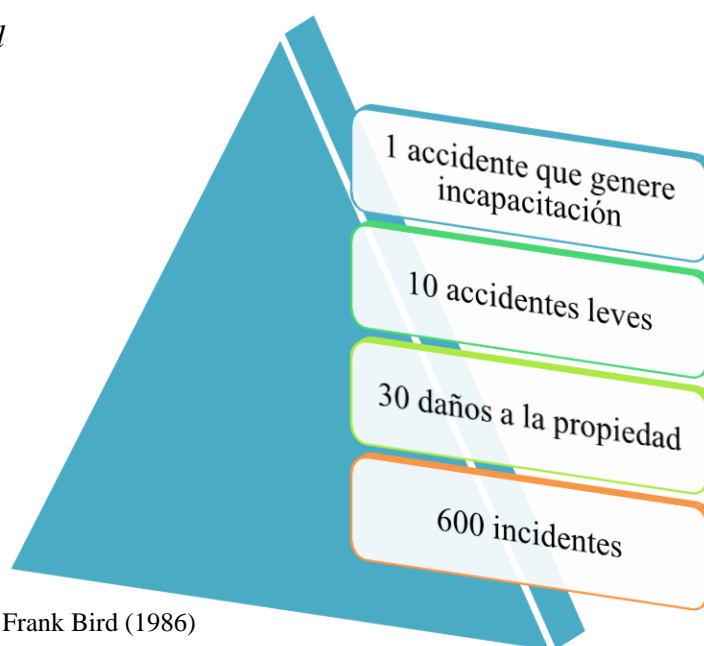 1 accidente que genere
incapacitación
10 accidentes leves
30 daños a la propiedad
600 incidentes
Frank Bird (1986)